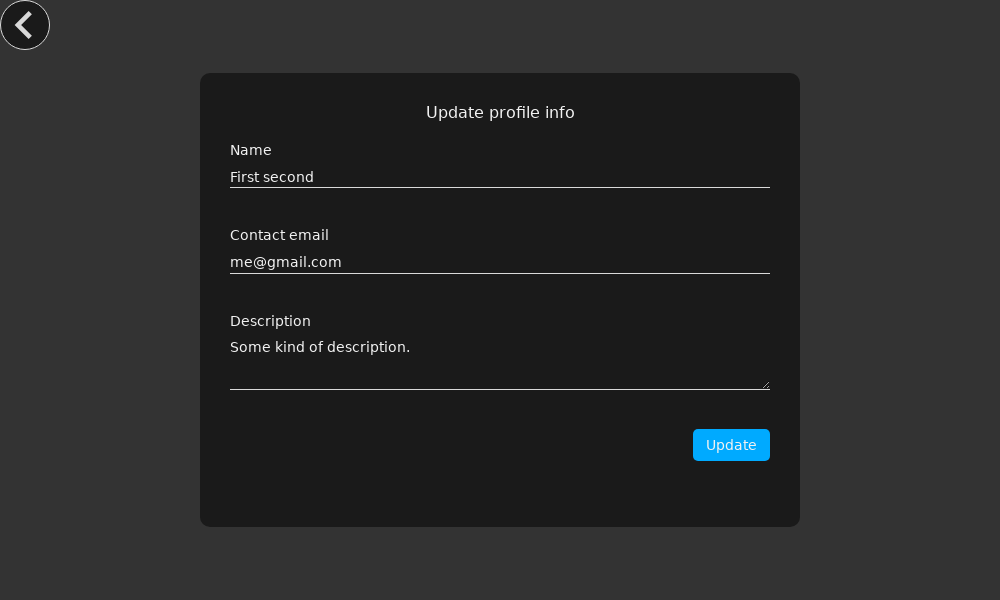 Update profile info
Name
First second
Contact email
me@gmail.com
Description
Some kind of description.
Update